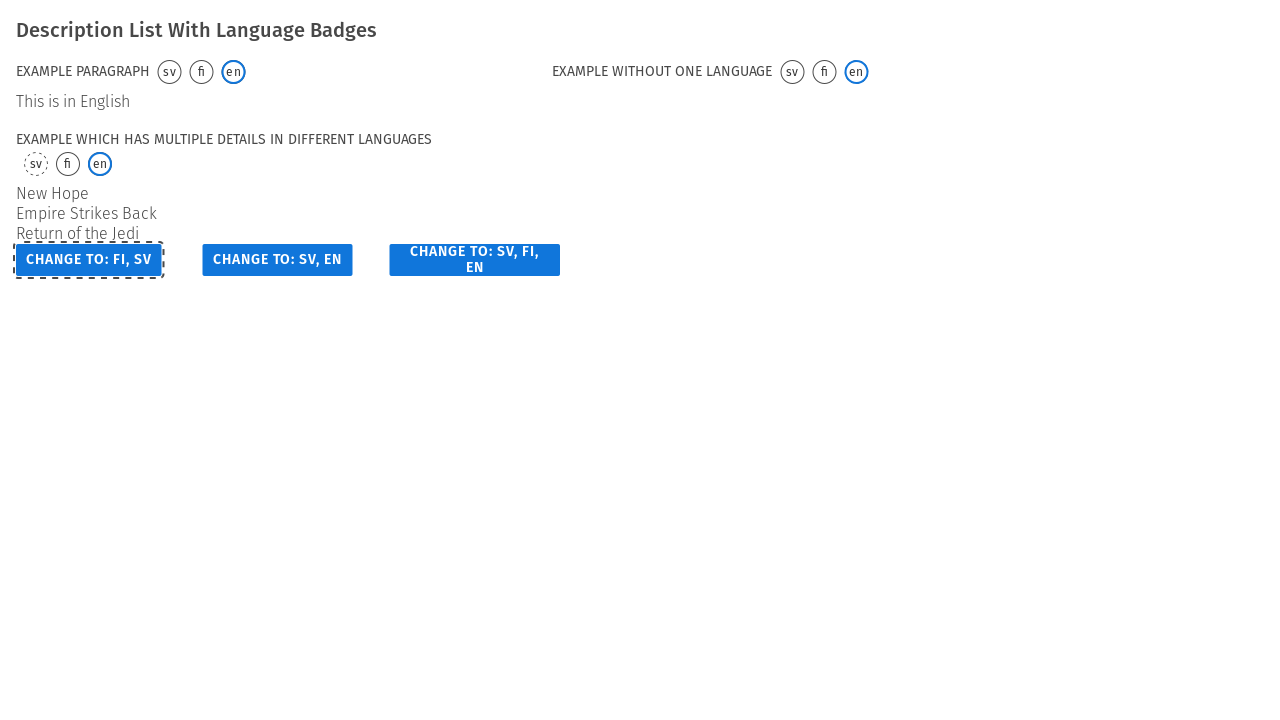 Description List With Language Badges
EXAMPLE PARAGRAPH sv fi en
This is in English
EXAMPLE WITHOUT ONE LANGUAGE sv fi en
EXAMPLE WHICH HAS MULTIPLE DETAILS IN DIFFERENT LANGUAGES
sv fi en
New Hope
Empire Strikes Back
Return of the Jedi
CHANGE TO: FI, SV
CHANGE TO: SV, EN
CHANGE TO: SV, FI,
EN